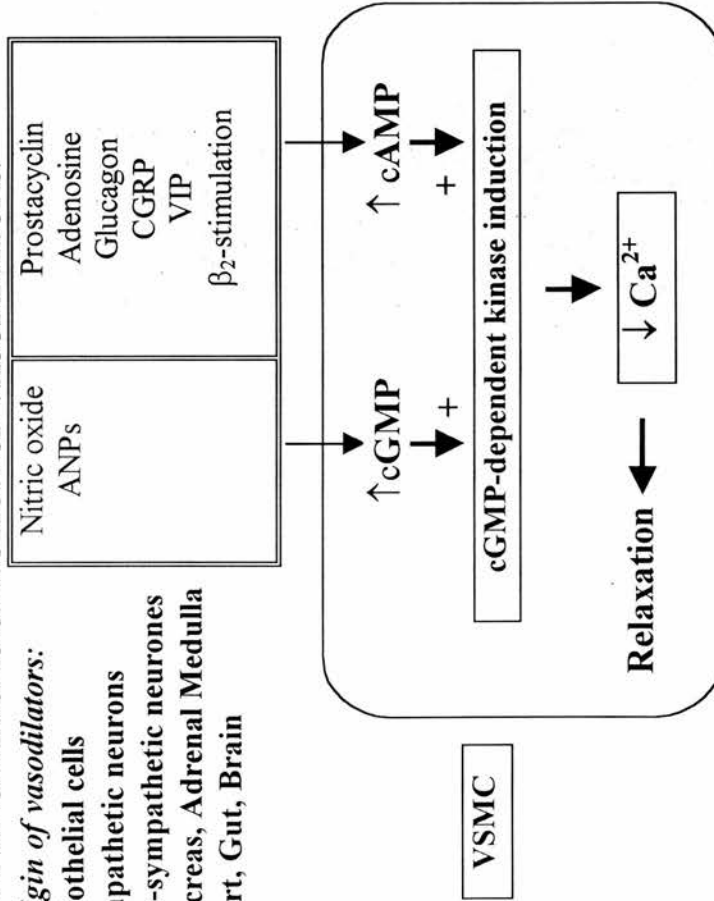 gin of vasodilators:
othelial cells
pathetic neurons
-sympathetic neurones
creas, Adrenal Medulla
rt, Gut, Brain
Nitric oxide
ANPs
Prostacyclin
Adenosine
Glucagon
CGRP
VIP
β₂-stimulation
VSMC
↑cGMP
↑ cAMP
+
+
cGMP-dependent kinase induction
Relaxation
↓ Ca²⁺